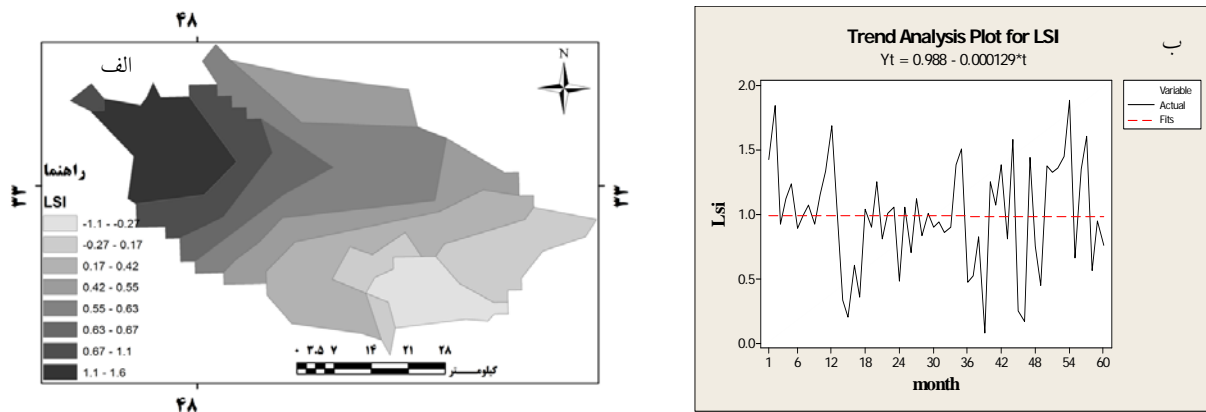 ۴۸
الف
N
۳۳
۳۳
راهنما
LSI
-1.1 - -0.27
-0.27 - 0.17
0.17 - 0.42
0.42 - 0.55
0.55 - 0.63
0.63 - 0.67
0.67 - 1.1
1.1 - 1.6
۰ ۳.۵ ۷ ۱۴ ۲۱ ۲۸
کیلومتر
۴۸
Trend Analysis Plot for LSI
ب
Yt = 0.988 - 0.000129*t
Variable
Actual
Fits
2.0
1.5
1.0
0.5
0.0
Lsi
1 6 12 18 24 30 36 42 48 54 60
month